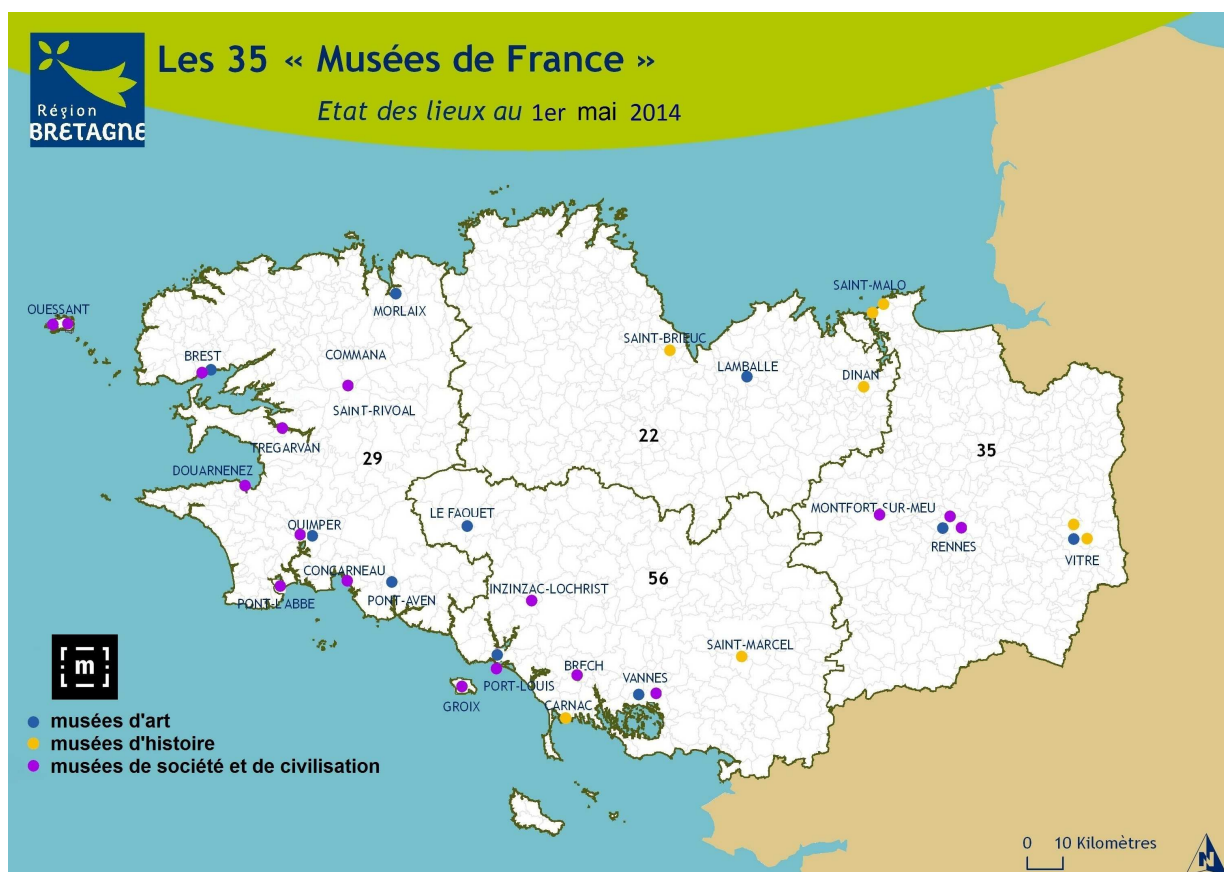 Les 35 « Musées de France »
Etat des lieux au 1er mai 2014
Région
BRETAGNE
SAINT-MALO
OUESSANT
MORLAIX
SAINT-BRIEUC
BREST
COMMANA
LAMBALLE
DINAN
SAINT-RIVOAL
22
TREGARVAN
29
35
DOUARNENEZ
MONTFORT-SUR-MEU
LE FAOUET
QUIMPER
RENNES
VITRE
CONCARNEAU
56
PONT-L'ABBE
PONT-AVEN
INZINZAC-LOCHRIST
SAINT-MARCEL
BRECH
VANNES
PORT-LOUIS
GROIX
CARNAC
[m]
musées d'art
musées d'histoire
musées de société et de civilisation
0 10 Kilomètres
N